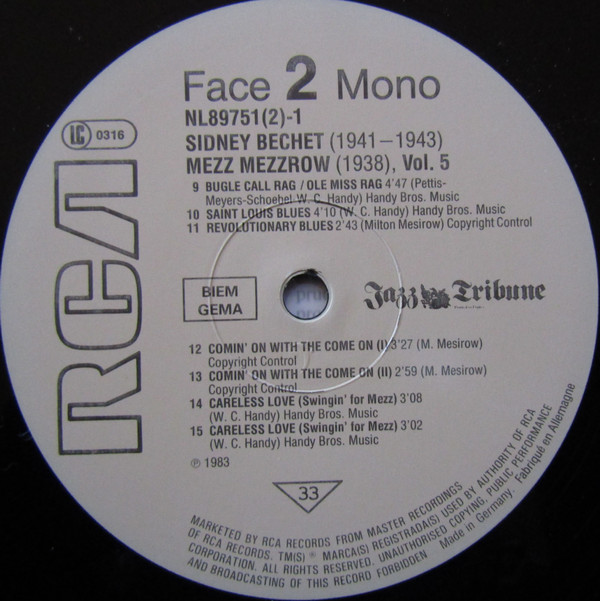 Face 2 Mono
NL89751(2)-1
LC 0316
SIDNEY BECHET (1941–1943)
MEZZ MEZZROW (1938), Vol. 5
9 BUGLE CALL RAG / OLE MISS RAG 4'47 (Pettis-
Meyers-Schoebel W. C. Handy) Handy Bros. Music
10 SAINT LOUIS BLUES 4'10 (W. C. Handy) Handy Bros. Music
11 REVOLUTIONARY BLUES 2'43 (Milton Mesirow) Copyright Control
RCA
BIEM
GEMA
Jazz Tribune
12 COMIN' ON WITH THE COME ON (I) 3'27 (M. Mesirow)
Copyright Control
13 COMIN' ON WITH THE COME ON (II) 2'59 (M. Mesirow)
Copyright Control
14 CARELESS LOVE (Swingin' for Mezz) 3'08
(W. C. Handy) Handy Bros. Music
15 CARELESS LOVE (Swingin' for Mezz) 3'02
(W. C. Handy) Handy Bros. Music
℗ 1983
33
MARKETED BY RCA RECORDS FROM MASTER RECORDINGS
OF RCA RECORDS. TM(S) ® MARCA(S) REGISTRADA(S) USED BY AUTHORITY OF RCA
CORPORATION. ALL RIGHTS RESERVED. UNAUTHORISED COPYING, PUBLIC PERFORMANCE
AND BROADCASTING OF THIS RECORD FORBIDDEN Made in Germany. Fabriqué en Allemagne